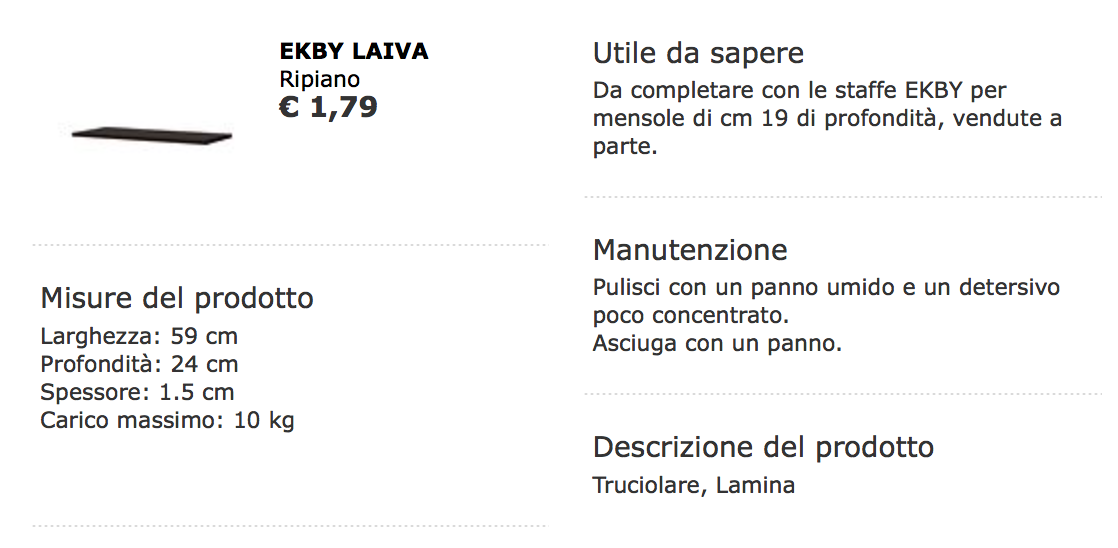 EKBY LAIVA
Ripiano
€ 1,79
Misure del prodotto
Larghezza: 59 cm
Profondità: 24 cm
Spessore: 1.5 cm
Carico massimo: 10 kg
Utile da sapere
Da completare con le staffe EKBY per
mensole di cm 19 di profondità, vendute a
parte.
Manutenzione
Pulisci con un panno umido e un detersivo
poco concentrato.
Asciuga con un panno.
Descrizione del prodotto
Truciolare, Lamina